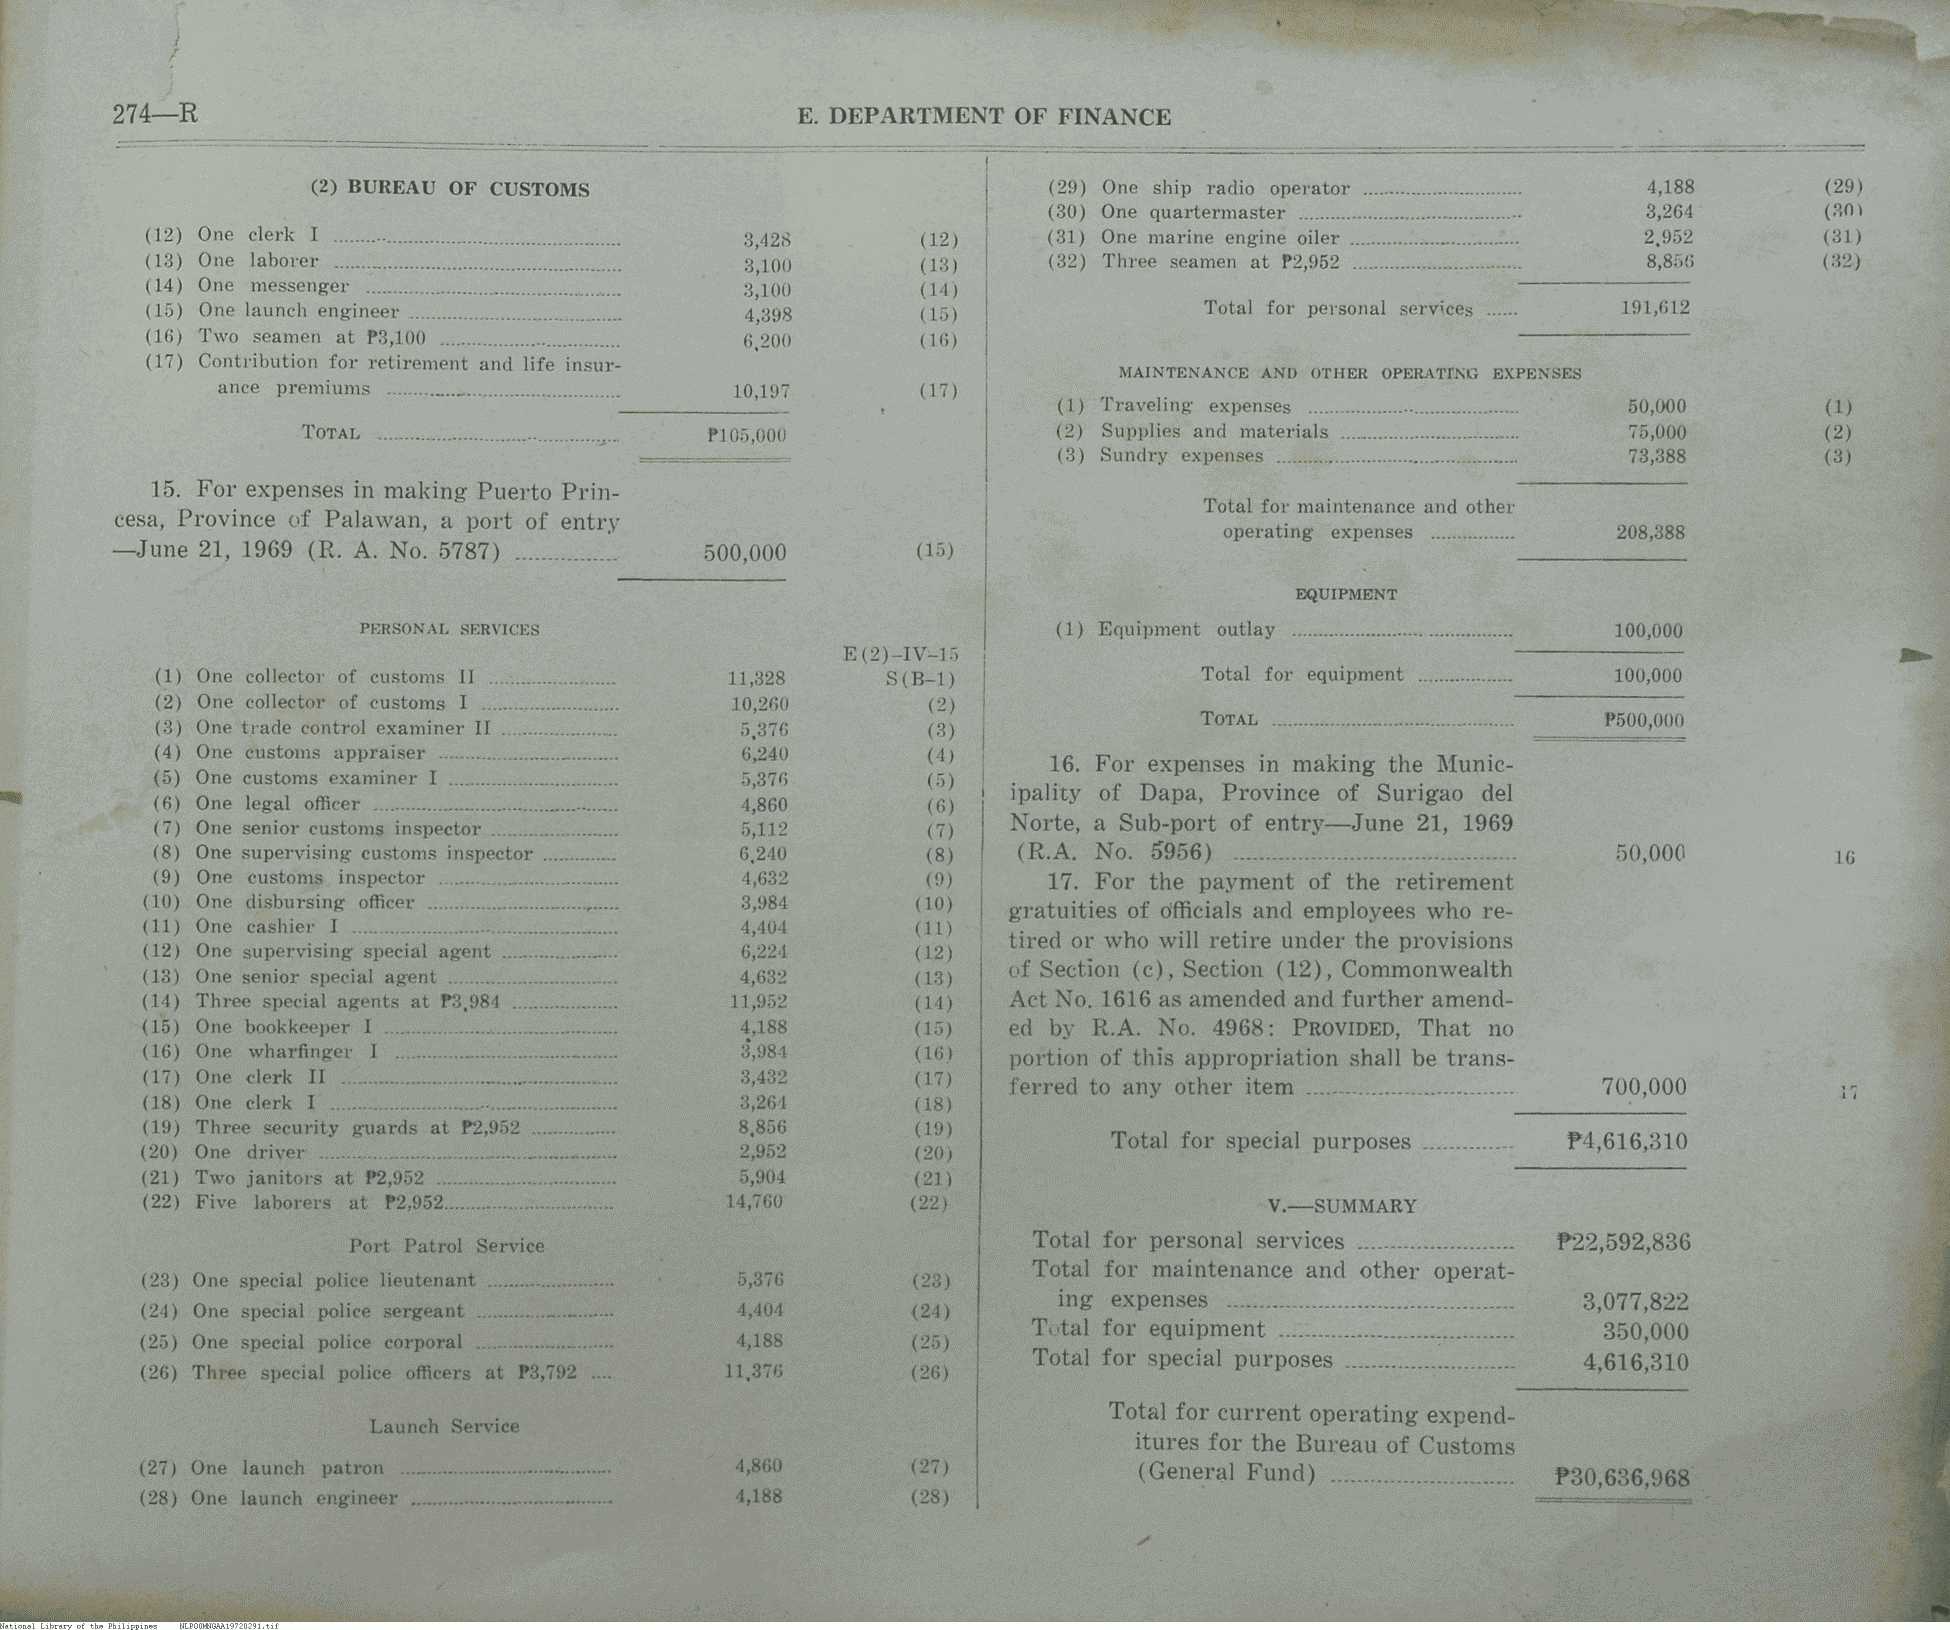 274—R
E. DEPARTMENT OF FINANCE
(2) BUREAU OF CUSTOMS
(12) One clerk I 3,428 (12)
(13) One laborer 3,100 (13)
(14) One messenger 3,100 (14)
(15) One launch engineer 4,398 (15)
(16) Two seamen at ₱3,100 6,200 (16)
(17) Contribution for retirement and life insur-
ance premiums 10,197 (17)
TOTAL ₱105,000
15. For expenses in making Puerto Prin-
cesa, Province of Palawan, a port of entry
—June 21, 1969 (R. A. No. 5787) 500,000 (15)
PERSONAL SERVICES
E(2)–IV–15
(1) One collector of customs II 11,328 S(B–1)
(2) One collector of customs I 10,260 (2)
(3) One trade control examiner II 5,376 (3)
(4) One customs appraiser 6,240 (4)
(5) One customs examiner I 5,376 (5)
(6) One legal officer 4,860 (6)
(7) One senior customs inspector 5,112 (7)
(8) One supervising customs inspector 6,240 (8)
(9) One customs inspector 4,632 (9)
(10) One disbursing officer 3,984 (10)
(11) One cashier I 4,404 (11)
(12) One supervising special agent 6,224 (12)
(13) One senior special agent 4,632 (13)
(14) Three special agents at ₱3,984 11,952 (14)
(15) One bookkeeper I 4,188 (15)
(16) One wharfinger I 3,984 (16)
(17) One clerk II 3,432 (17)
(18) One clerk I 3,264 (18)
(19) Three security guards at ₱2,952 8,856 (19)
(20) One driver 2,952 (20)
(21) Two janitors at ₱2,952 5,904 (21)
(22) Five laborers at ₱2,952 14,760 (22)
Port Patrol Service
(23) One special police lieutenant 5,376 (23)
(24) One special police sergeant 4,404 (24)
(25) One special police corporal 4,188 (25)
(26) Three special police officers at ₱3,792 11,376 (26)
Launch Service
(27) One launch patron 4,860 (27)
(28) One launch engineer 4,188 (28)
(29) One ship radio operator 4,188 (29)
(30) One quartermaster 3,264 (30)
(31) One marine engine oiler 2,952 (31)
(32) Three seamen at ₱2,952 8,856 (32)
Total for personal services 191,612
MAINTENANCE AND OTHER OPERATING EXPENSES
(1) Traveling expenses 50,000 (1)
(2) Supplies and materials 75,000 (2)
(3) Sundry expenses 73,388 (3)
Total for maintenance and other
operating expenses 208,388
EQUIPMENT
(1) Equipment outlay 100,000
Total for equipment 100,000
TOTAL ₱500,000
16. For expenses in making the Munic-
ipality of Dapa, Province of Surigao del
Norte, a Sub-port of entry—June 21, 1969
(R.A. No. 5956) 50,000 16
17. For the payment of the retirement
gratuities of officials and employees who re-
tired or who will retire under the provisions
of Section (c), Section (12), Commonwealth
Act No. 1616 as amended and further amend-
ed by R.A. No. 4968: PROVIDED, That no
portion of this appropriation shall be trans-
ferred to any other item 700,000 17
Total for special purposes ₱4,616,310
V.—SUMMARY
Total for personal services ₱22,592,836
Total for maintenance and other operat-
ing expenses 3,077,822
Total for equipment 350,000
Total for special purposes 4,616,310
Total for current operating expend-
itures for the Bureau of Customs
(General Fund) ₱30,636,968
National Library of the Philippines NLP00MNGAA19720291.tif